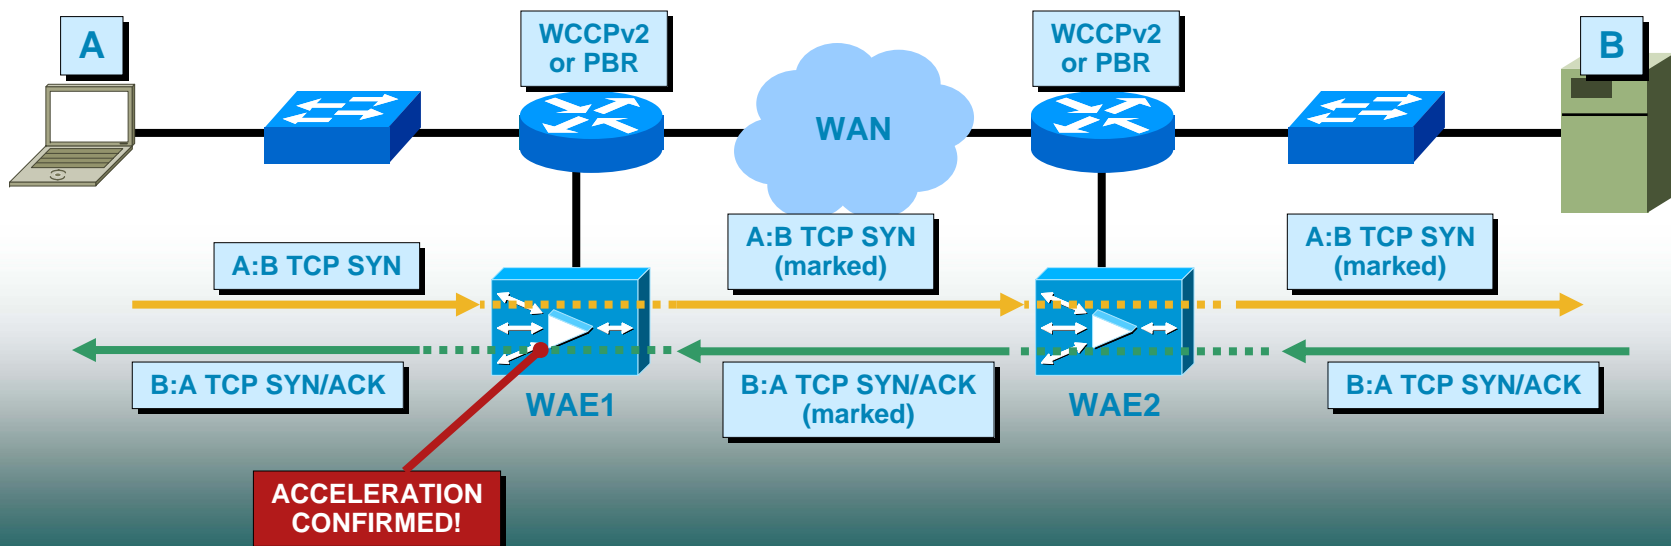 A
WCCPv2
or PBR
WCCPv2
or PBR
B
WAN
A:B TCP SYN
A:B TCP SYN
(marked)
A:B TCP SYN
(marked)
B:A TCP SYN/ACK
WAE1
B:A TCP SYN/ACK
(marked)
WAE2
B:A TCP SYN/ACK
ACCELERATION
CONFIRMED!